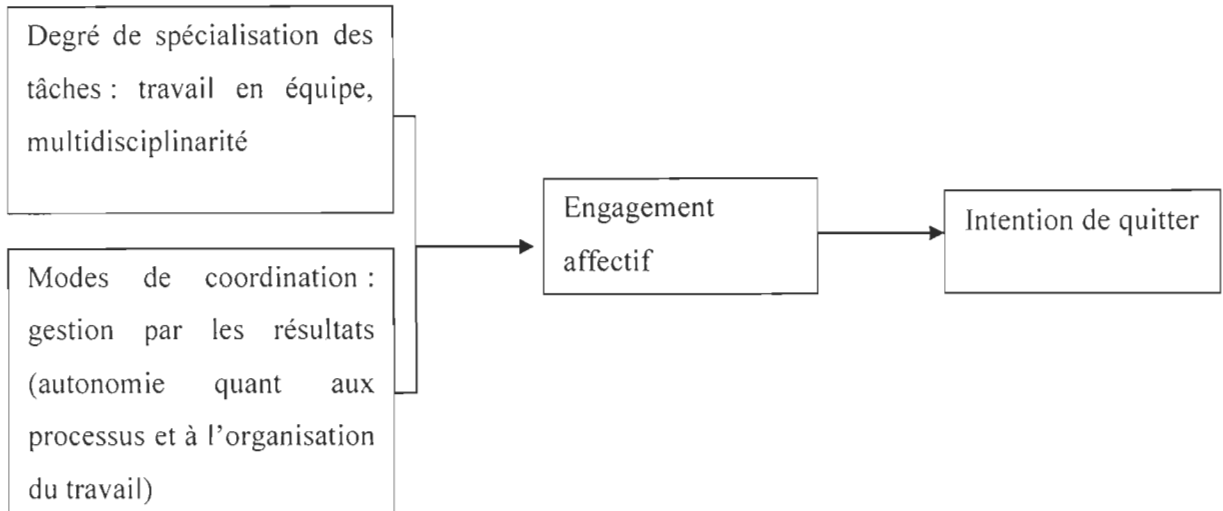 Degré de spécialisation des
tâches : travail en équipe,
multidisciplinarité
Modes de coordination :
gestion par les résultats
(autonomie quant aux
processus et à l'organisation
du travail)
Engagement
affectif
Intention de quitter